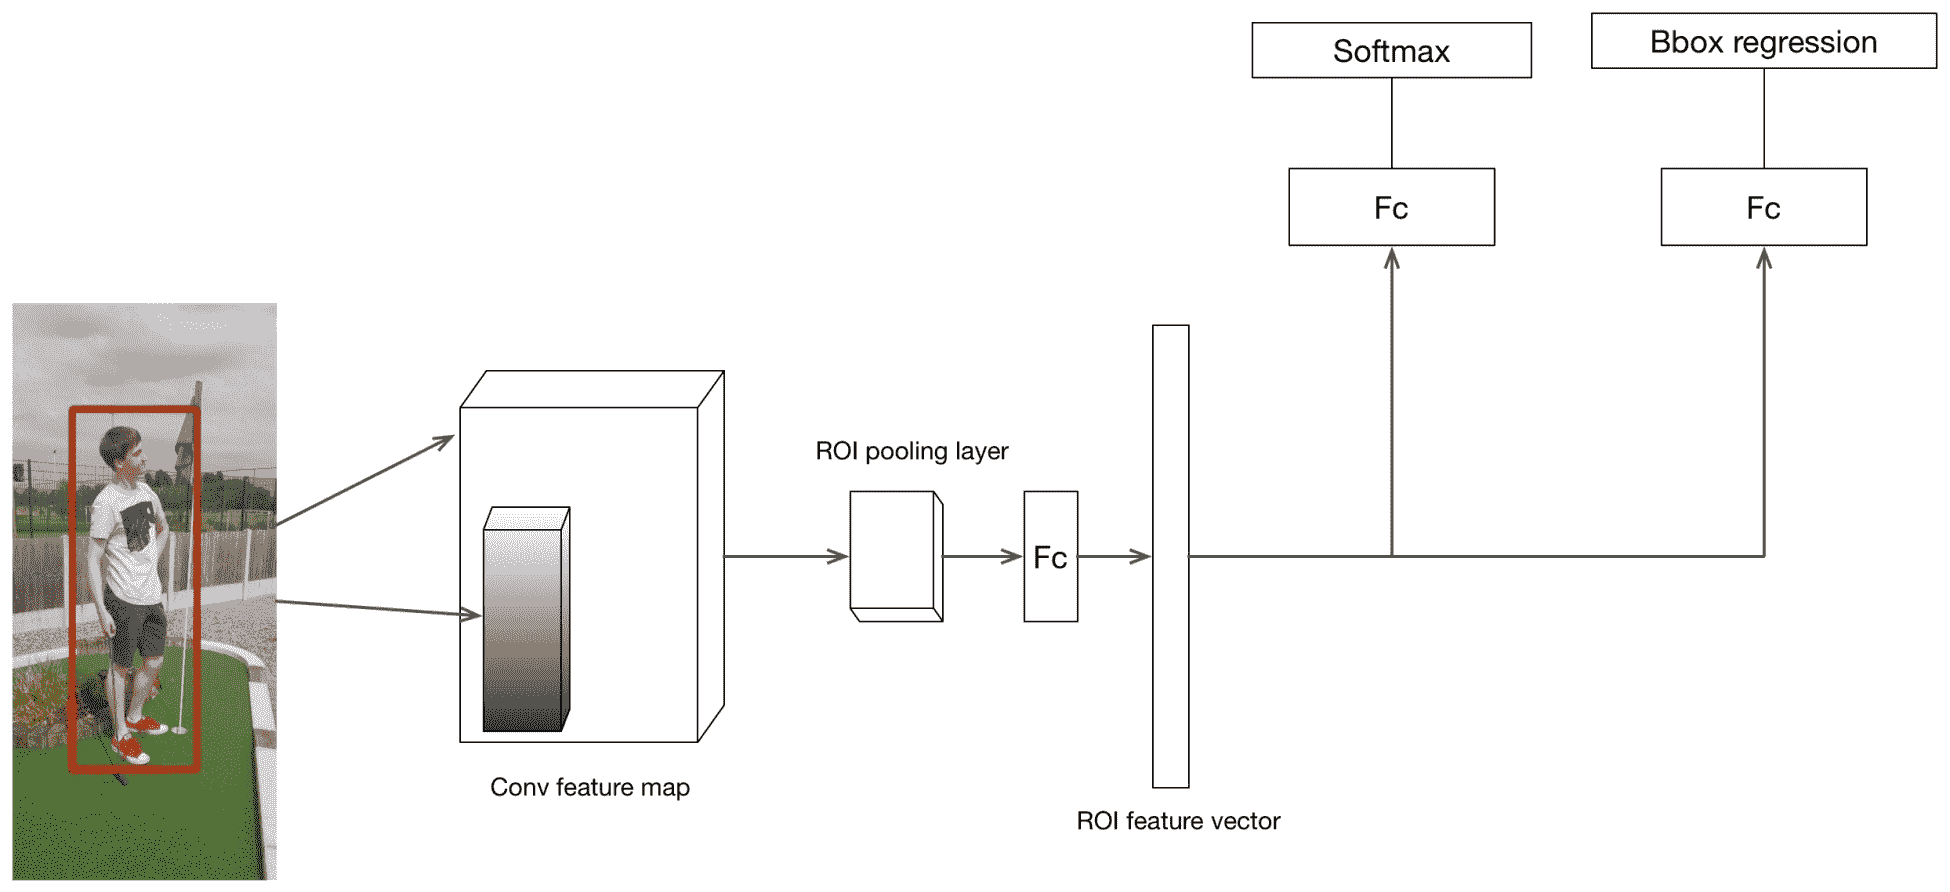 Softmax
Bbox regression
Fc
Fc
ROI pooling layer
Fc
Conv feature map
ROI feature vector